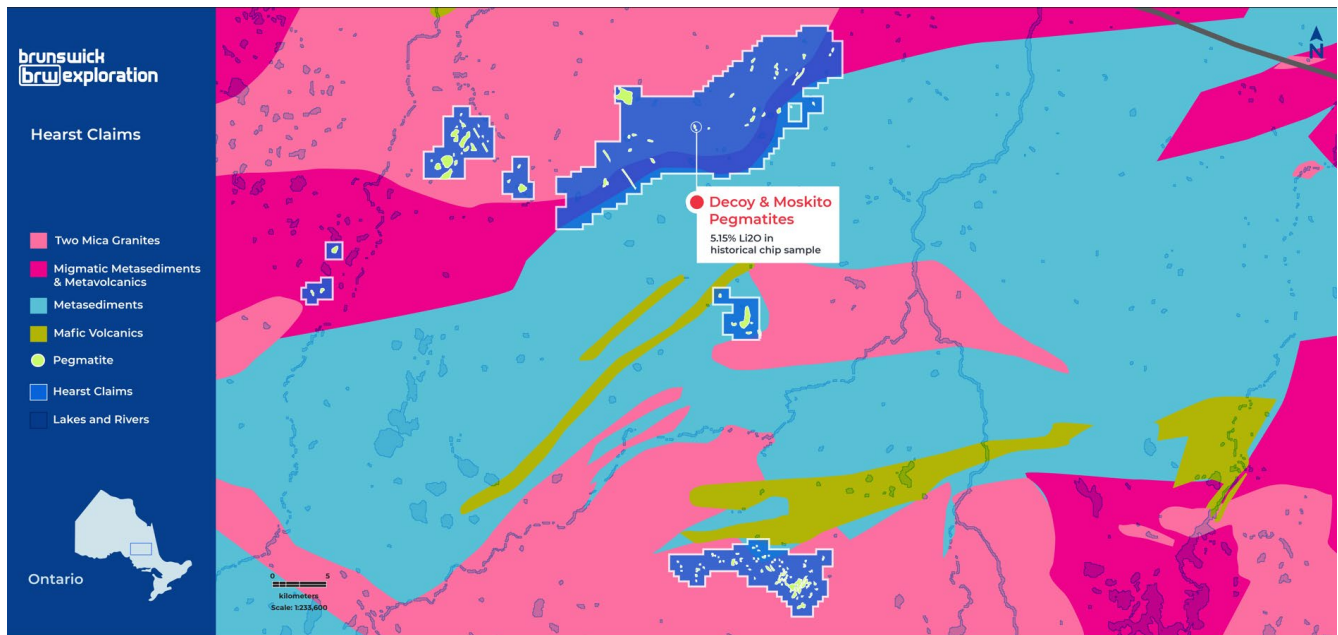 brunswick
brw exploration
Hearst Claims
Two Mica Granites
Migmatic Metasediments
& Metavolcanics
Metasediments
Mafic Volcanics
Pegmatite
Hearst Claims
Lakes and Rivers
Ontario
0 5
kilometers
Scale: 1:233,600
Decoy & Moskito
Pegmatites
5.15% Li2O in
historical chip sample
N